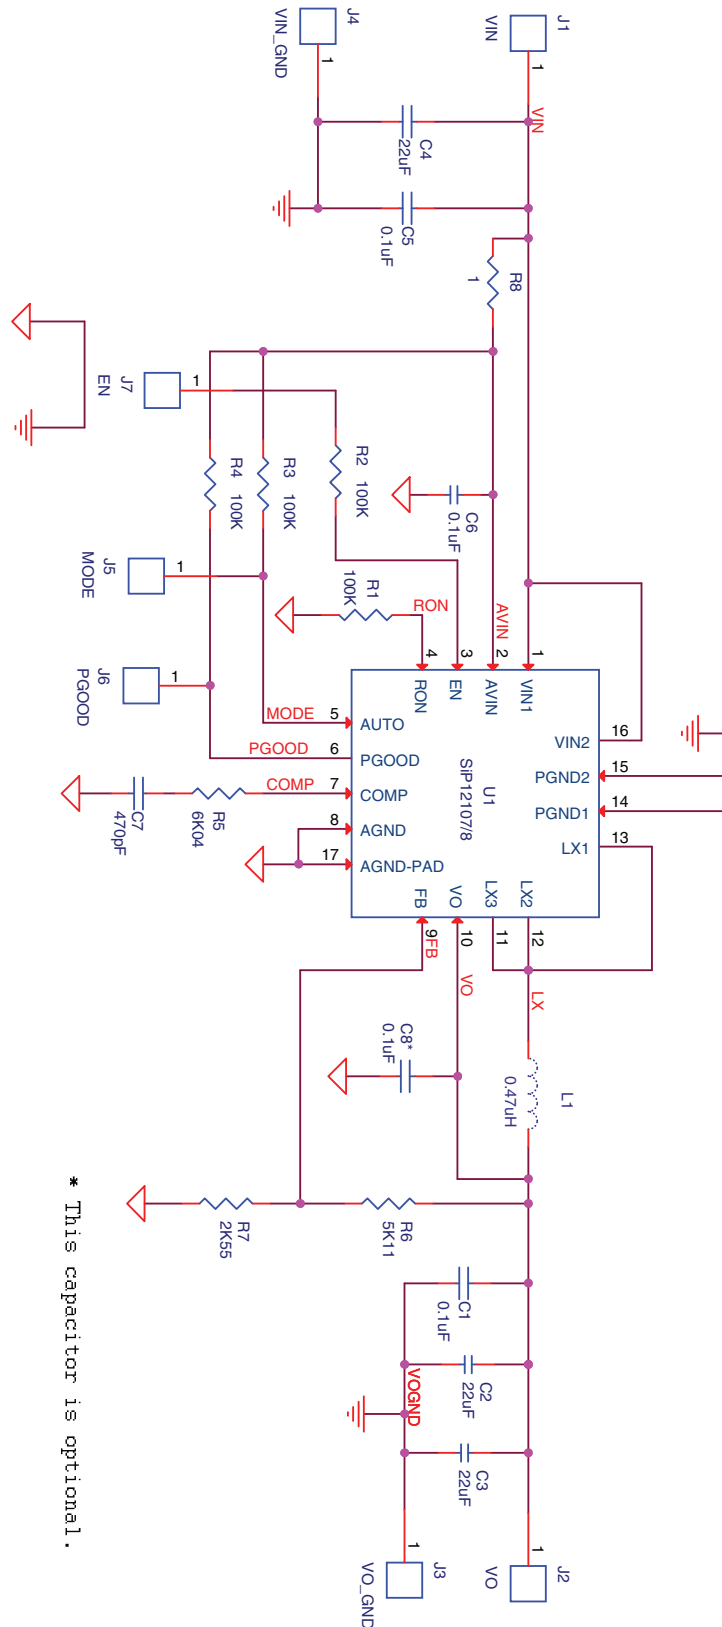 J4
VIN_GND
1
J1
VIN
1
VIN
C4
22uF
C5
0.1uF
R8
1
J7
EN
1
R4 100K
R3 100K
R2
100K
C6
0.1uF
J5
MODE
1
R1
100K
RON
AVIN
J6
PGOOD
1
4
3
2
1
RON
EN
AVIN
VIN1
MODE
5
AUTO
VIN2
16
PGOOD
6
PGOOD
PGND2
15
COMP
7
COMP
PGND1
14
C7
470pF
R5
6K04
8
AGND
LX1
13
17
AGND-PAD
U1
SiP12107/8
FB
VO
LX3
LX2
9
10
11
12
FB
VO
LX
C8*
0.1uF
L1
0.47uH
R7
2K55
R6
5K11
C1
0.1uF
C2
22uF
VOGND
C3
22uF
1
J3
VO_GND
1
J2
VO
* This capacitor is optional.